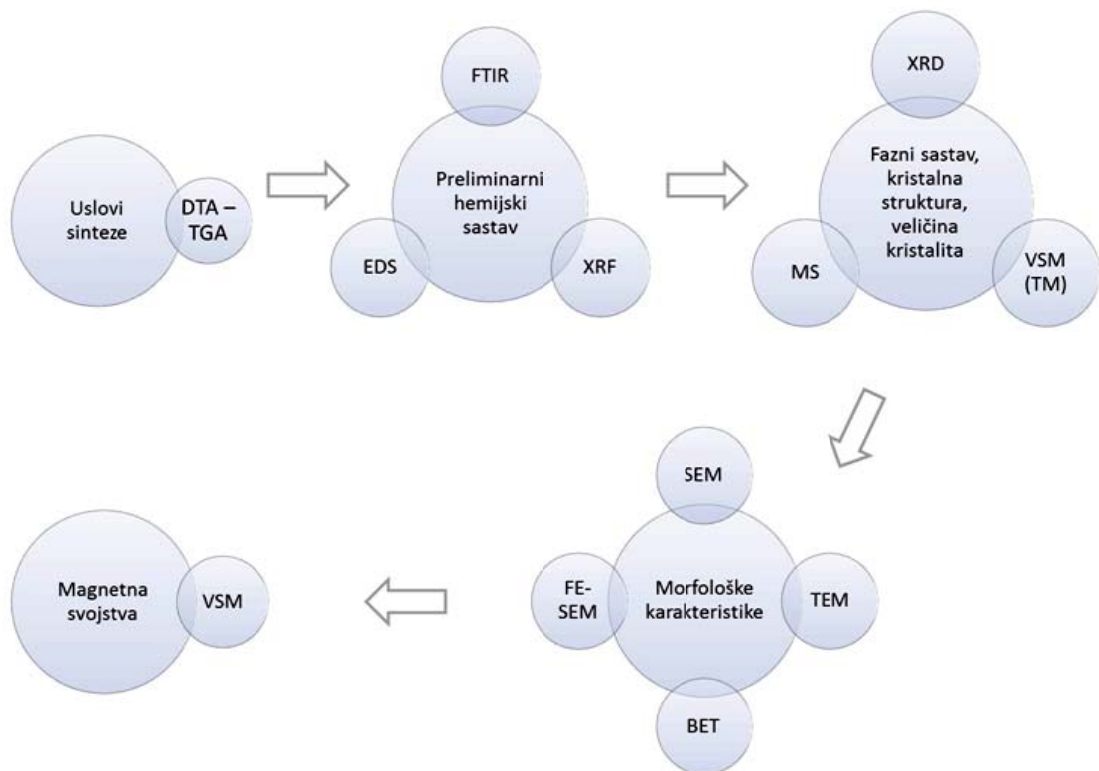 Uslovi
sinteze
DTA –
TGA
FTIR
Preliminarni
hemijski
sastav
EDS
XRF
XRD
Fazni sastav,
kristalna
struktura,
veličina
kristalita
MS
VSM
(TM)
SEM
Morfološke
karakteristike
FE-
SEM
TEM
BET
Magnetna
svojstva
VSM